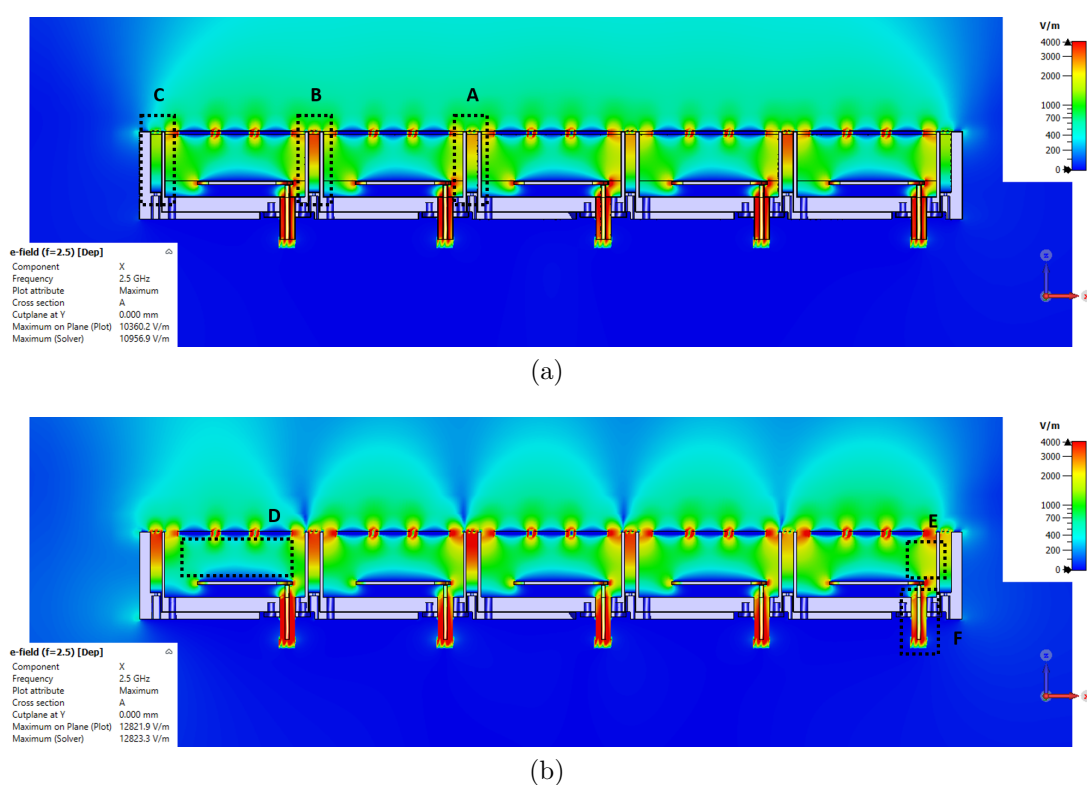 V/m
4000
3000
2000
1000
700
400
200
0
C
B
A
e-field (f=2.5) [Dep]
Component X
Frequency 2.5 GHz
Plot attribute Maximum
Cross section A
Cutplane at Y 0.000 mm
Maximum on Plane (Plot) 10360.2 V/m
Maximum (Solver) 10956.9 V/m
(a)
V/m
4000
3000
2000
1000
700
400
200
0
D
E
F
e-field (f=2.5) [Dep]
Component X
Frequency 2.5 GHz
Plot attribute Maximum
Cross section A
Cutplane at Y 0.000 mm
Maximum on Plane (Plot) 12821.9 V/m
Maximum (Solver) 12823.3 V/m
(b)